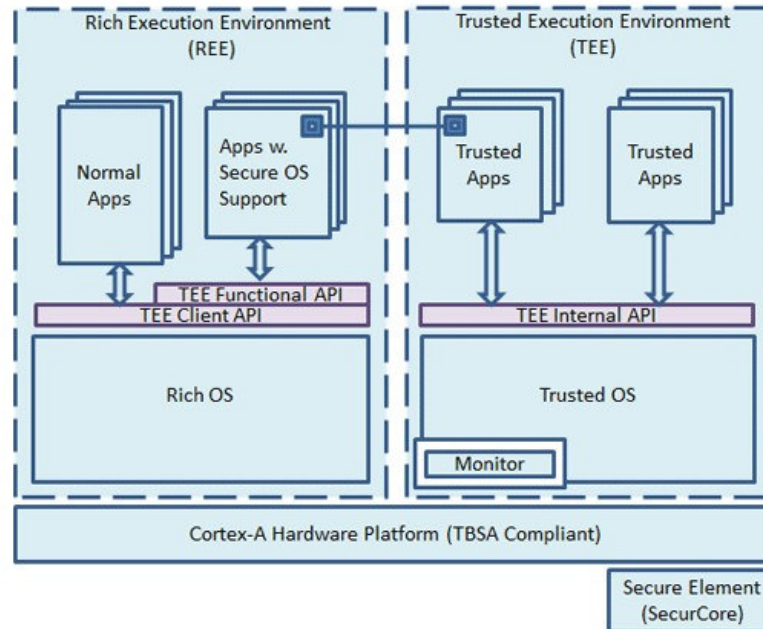 Rich Execution Environment
(REE)
Trusted Execution Environment
(TEE)
Normal
Apps
Apps w.
Secure OS
Support
Trusted
Apps
Trusted
Apps
TEE Functional API
TEE Client API
TEE Internal API
Rich OS
Trusted OS
Monitor
Cortex-A Hardware Platform (TBSA Compliant)
Secure Element
(SecurCore)